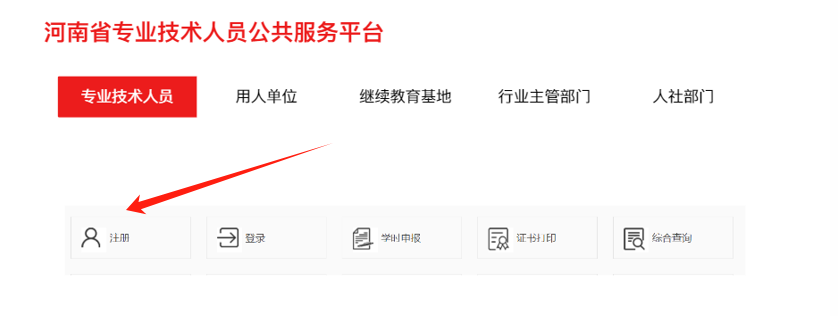 河南省专业技术人员公共服务平台
专业技术人员 用人单位 继续教育基地 行业主管部门 人社部门
注册 登录 学时申报 证书打印 综合查询